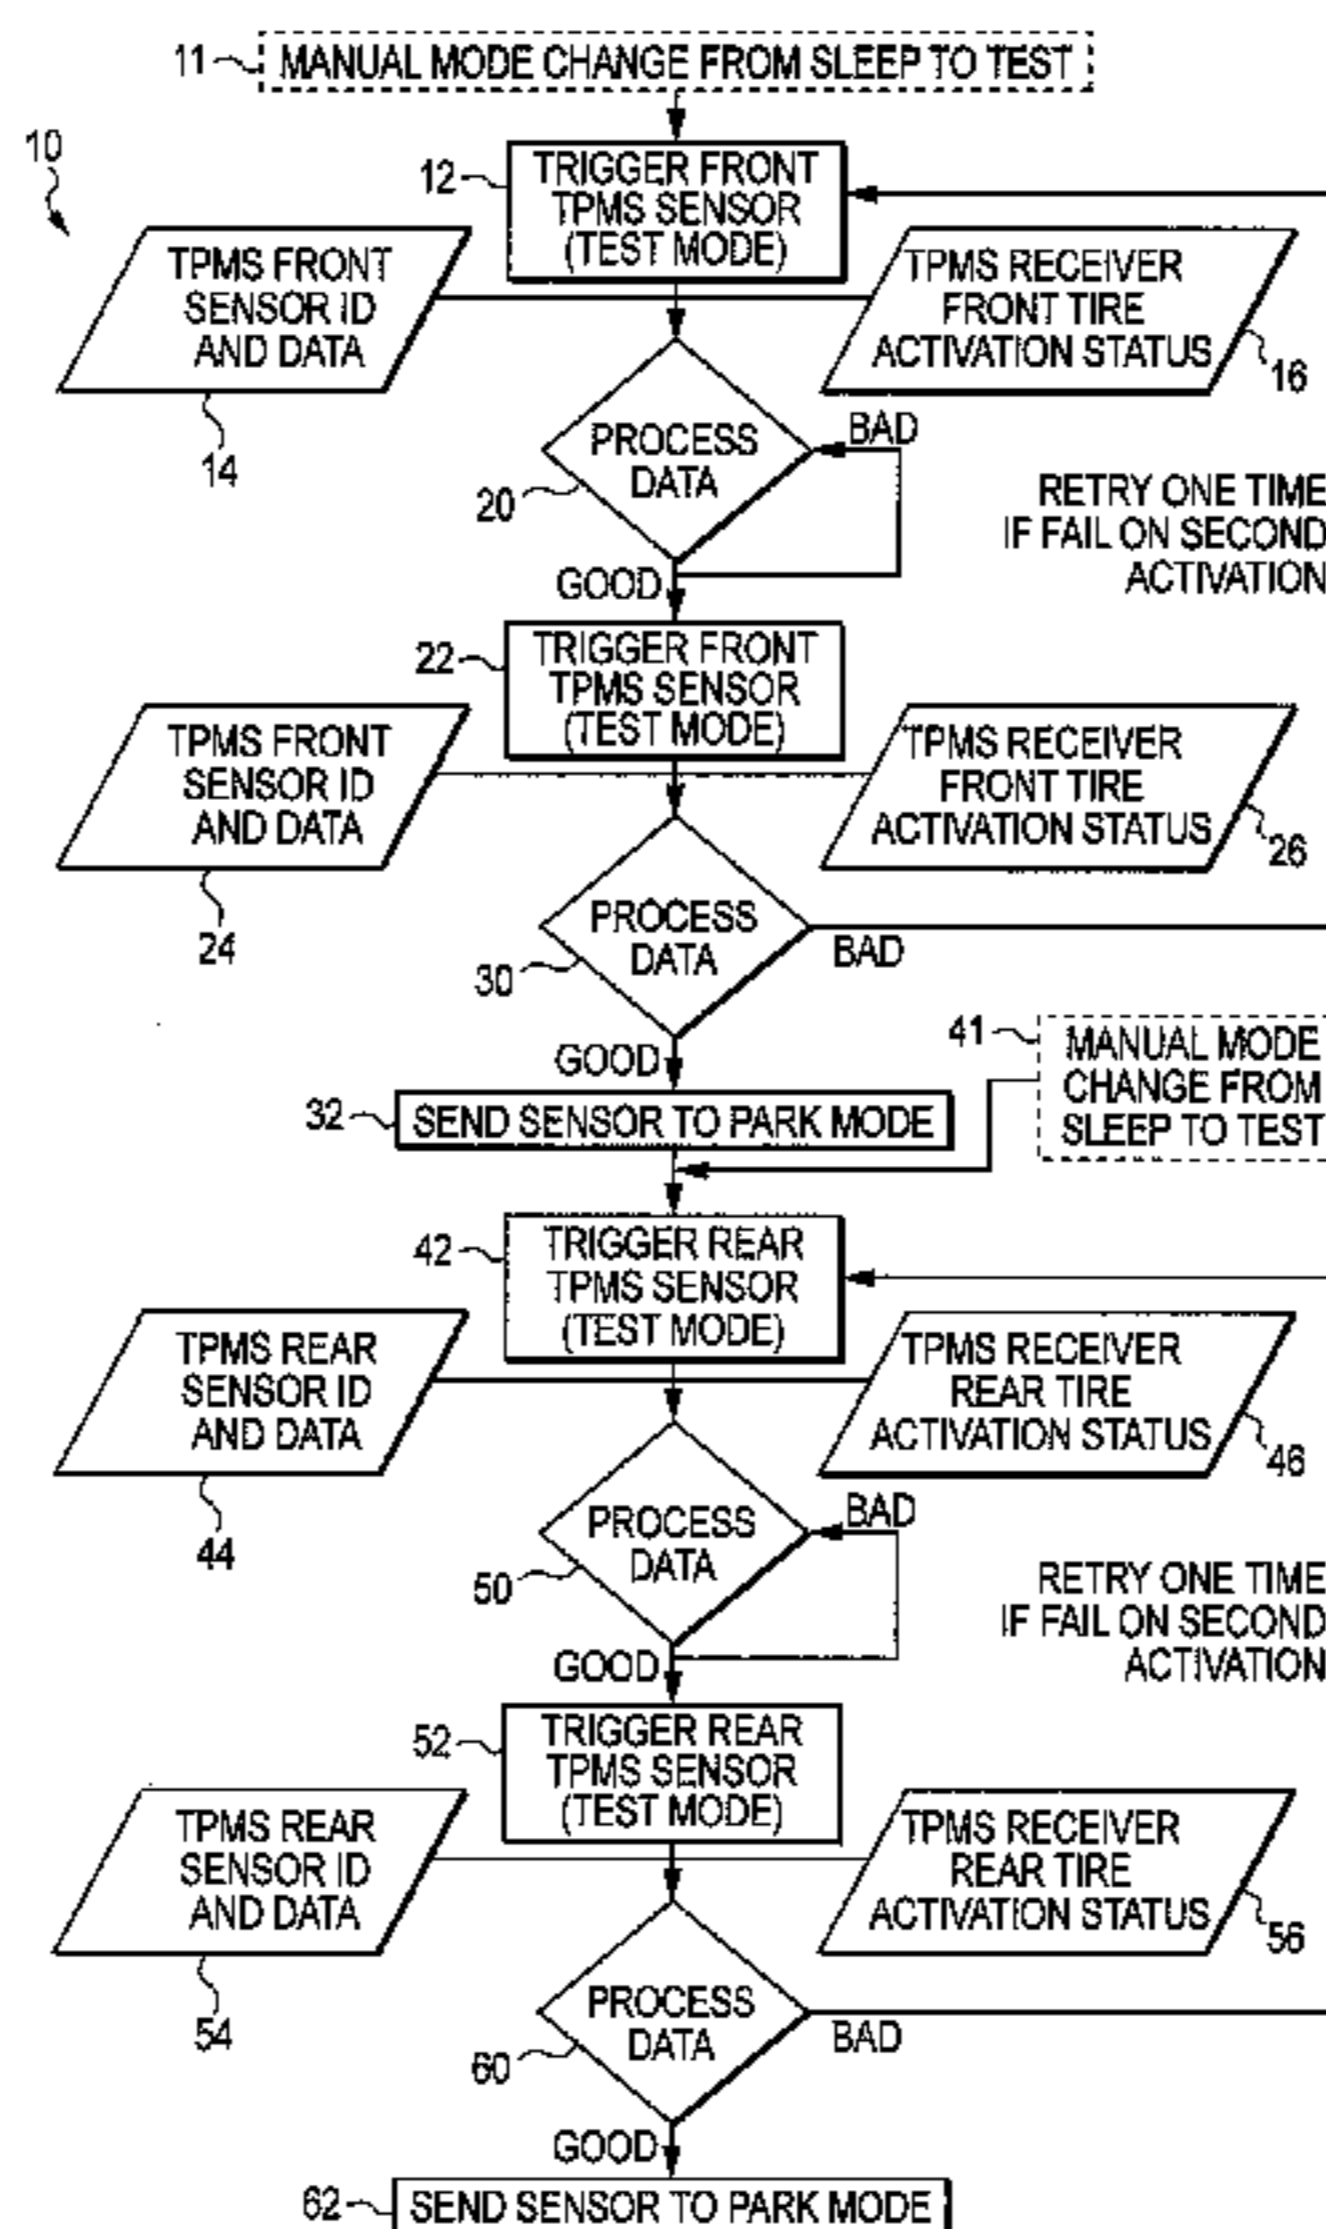 11
MANUAL MODE CHANGE FROM SLEEP TO TEST
10
12
TRIGGER FRONT
TPMS SENSOR
(TEST MODE)
TPMS FRONT
SENSOR ID
AND DATA
14
TPMS RECEIVER
FRONT TIRE
ACTIVATION STATUS
16
PROCESS
DATA
20
BAD
GOOD
RETRY ONE TIME
IF FAIL ON SECOND
ACTIVATION
22
TRIGGER FRONT
TPMS SENSOR
(TEST MODE)
TPMS FRONT
SENSOR ID
AND DATA
24
TPMS RECEIVER
FRONT TIRE
ACTIVATION STATUS
26
PROCESS
DATA
30
BAD
GOOD
32
SEND SENSOR TO PARK MODE
41
MANUAL MODE
CHANGE FROM
SLEEP TO TEST
42
TRIGGER REAR
TPMS SENSOR
(TEST MODE)
TPMS REAR
SENSOR ID
AND DATA
44
TPMS RECEIVER
REAR TIRE
ACTIVATION STATUS
46
PROCESS
DATA
50
BAD
GOOD
RETRY ONE TIME
IF FAIL ON SECOND
ACTIVATION
52
TRIGGER REAR
TPMS SENSOR
(TEST MODE)
TPMS REAR
SENSOR ID
AND DATA
54
TPMS RECEIVER
REAR TIRE
ACTIVATION STATUS
56
PROCESS
DATA
60
BAD
GOOD
62
SEND SENSOR TO PARK MODE